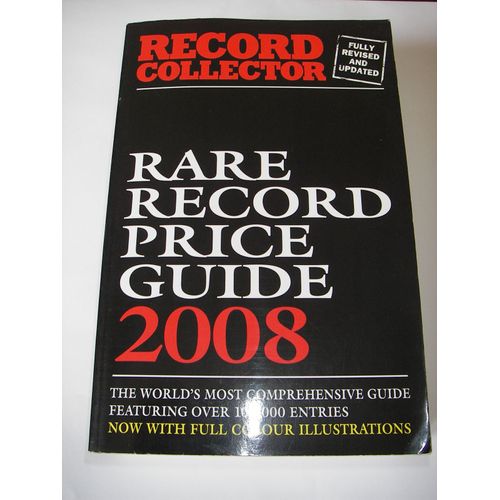 RECORD
COLLECTOR
FULLY
REVISED
AND
UPDATED
RARE
RECORD
PRICE
GUIDE
2008
THE WORLD'S MOST COMPREHENSIVE GUIDE
FEATURING OVER ENTRIES
NOW WITH FULL COLOUR ILLUSTRATIONS